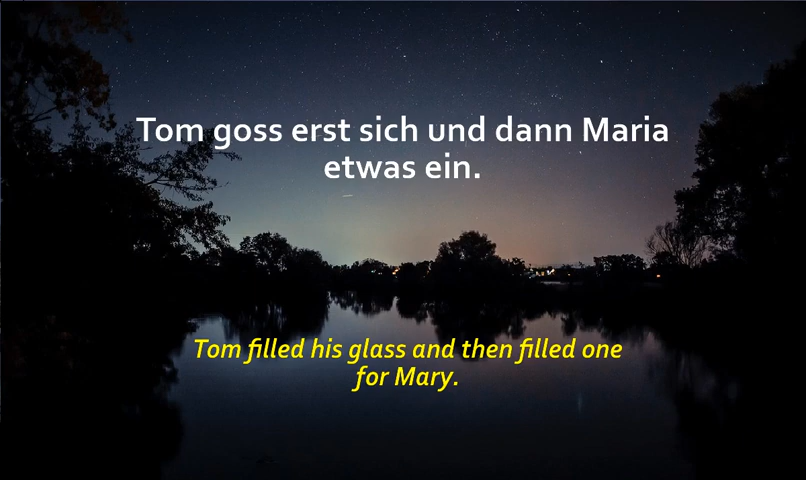 Tom goss erst sich und dann Maria
etwas ein.
Tom filled his glass and then filled one
for Mary.